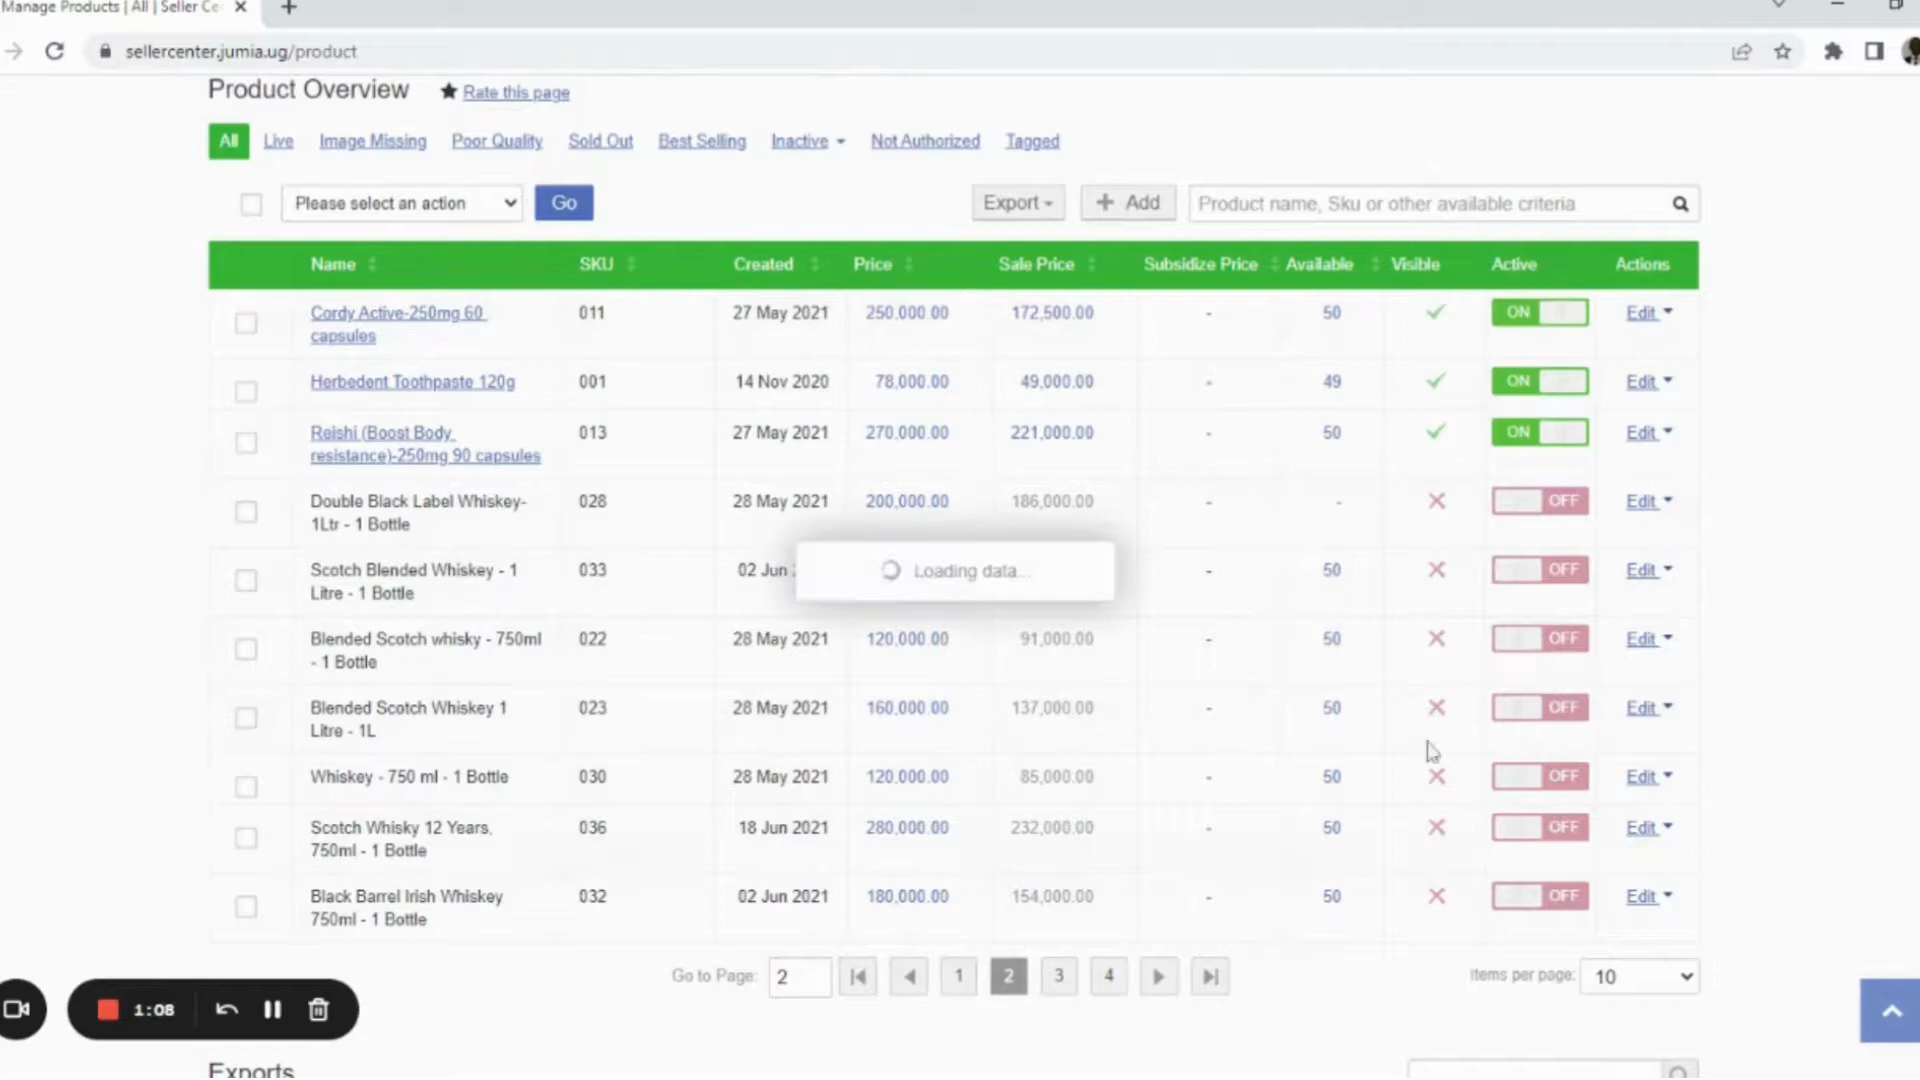 Manage Products | All | Seller Ce
sellercenter.jumia.ug/product
Product Overview
Rate this page
All Live Image Missing Poor Quality Sold Out Best Selling Inactive Not Authorized Tagged
Please select an action Go Export + Add Product name, Sku or other available criteria
Name SKU Created Price Sale Price Subsidize Price Available Visible Active Actions
Cordy Active-250mg 60 011 27 May 2021 250,000.00 172,500.00 - 50 ON Edit
capsules
Herbedent Toothpaste 120g 001 14 Nov 2020 78,000.00 49,000.00 - 49 ON Edit
Reishi (Boost Body 013 27 May 2021 270,000.00 221,000.00 - 50 ON Edit
resistance)-250mg 90 capsules
Double Black Label Whiskey- 028 28 May 2021 200,000.00 186,000.00 - - OFF Edit
1Ltr - 1 Bottle
Scotch Blended Whiskey - 1 033 02 Jun Loading data... - 50 OFF Edit
Litre - 1 Bottle
Blended Scotch whisky - 750ml 022 28 May 2021 120,000.00 91,000.00 - 50 OFF Edit
- 1 Bottle
Blended Scotch Whiskey 1 023 28 May 2021 160,000.00 137,000.00 - 50 OFF Edit
Litre - 1L
Whiskey - 750 ml - 1 Bottle 030 28 May 2021 120,000.00 85,000.00 - 50 OFF Edit
Scotch Whisky 12 Years, 036 18 Jun 2021 280,000.00 232,000.00 - 50 OFF Edit
750ml - 1 Bottle
Black Barrel Irish Whiskey 032 02 Jun 2021 180,000.00 154,000.00 - 50 OFF Edit
750ml - 1 Bottle
Go to Page: 2 1 2 3 4 Items per page: 10
1:08
Exports